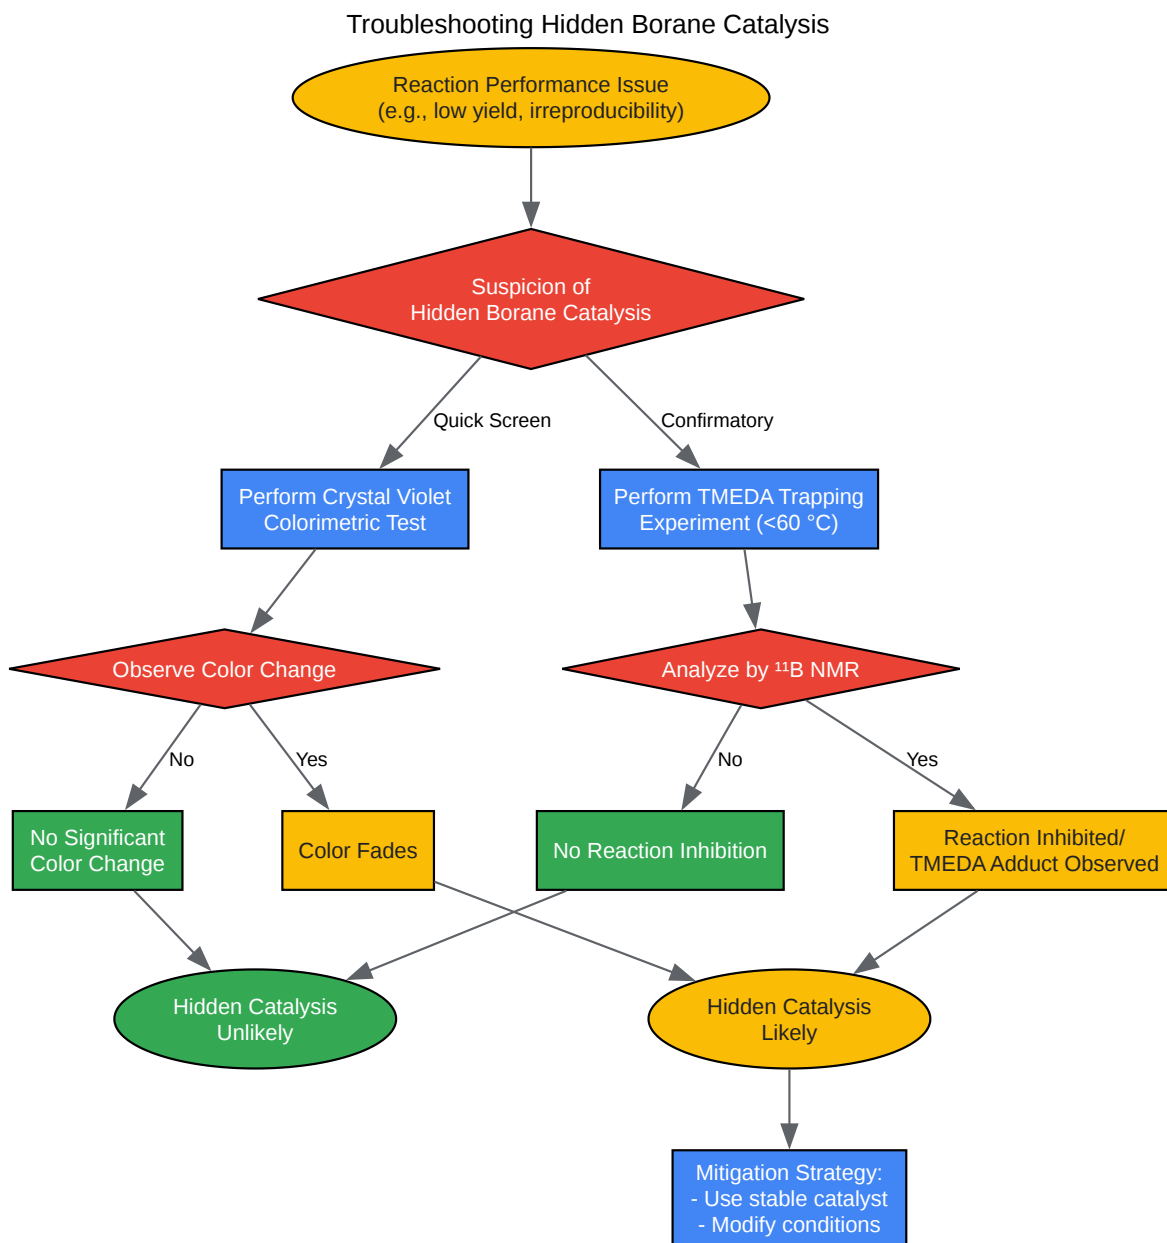 Troubleshooting Hidden Borane Catalysis
Reaction Performance Issue
(e.g., low yield, irreproducibility)
Suspicion of
Hidden Borane Catalysis
Quick Screen
Confirmatory
Perform Crystal Violet
Colorimetric Test
Perform TMEDA Trapping
Experiment (<60 °C)
Observe Color Change
Analyze by ¹¹B NMR
No
Yes
No
Yes
No Significant
Color Change
Color Fades
No Reaction Inhibition
Reaction Inhibited/
TMEDA Adduct Observed
Hidden Catalysis
Unlikely
Hidden Catalysis
Likely
Mitigation Strategy:
- Use stable catalyst
- Modify conditions